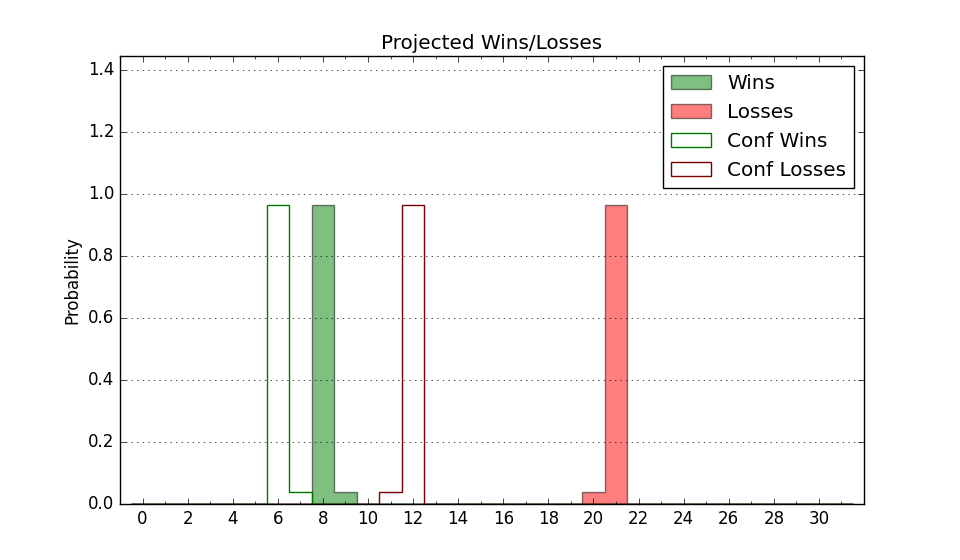 Projected Wins/Losses
Wins
Losses
Conf Wins
Conf Losses
Probability
1.4
1.2
1.0
0.8
0.6
0.4
0.2
0.0
0 2 4 6 8 10 12 14 16 18 20 22 24 26 28 30